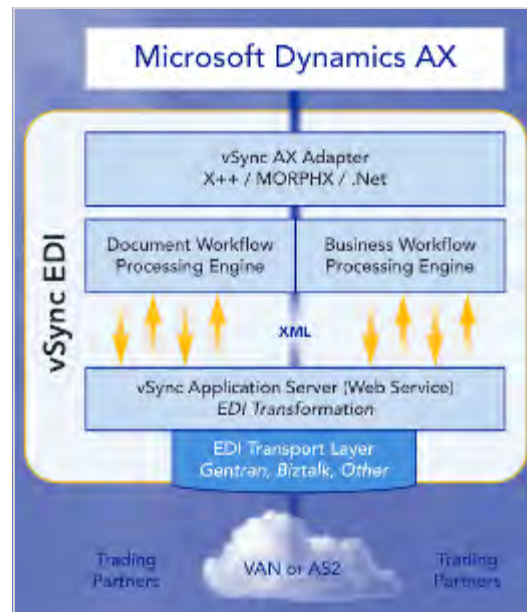 Microsoft Dynamics AX
vSync EDI
vSync AX Adapter
X++ / MORPHX / .Net
Document Workflow
Processing Engine
Business Workflow
Processing Engine
XML
vSync Application Server (Web Service)
EDI Transformation
EDI Transport Layer
Gentran, Biztalk, Other
Trading
Partners
VAN or AS2
Trading
Partners